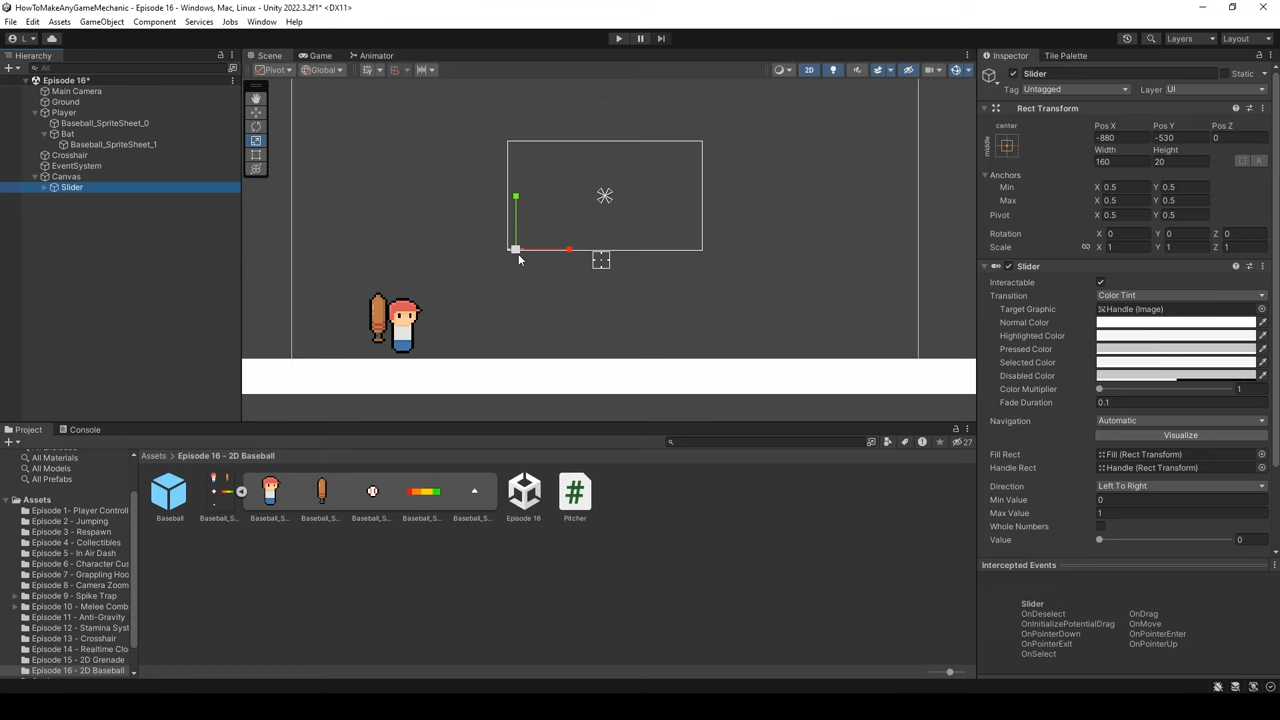 HowToMakeAnyGameMechanic - Episode 16 - Windows, Mac, Linux - Unity 2022.3.2f1* <DX11>
File Edit Assets GameObject Component Services Jobs Window Help
L Layers Layout
Hierarchy
All
Episode 16*
Main Camera
Ground
Player
Baseball_SpriteSheet_0
Bat
Baseball_SpriteSheet_1
Crosshair
EventSystem
Canvas
Slider
Scene Game Animator
Pivot Global 2D
Inspector Tile Palette
Slider Static
Tag Untagged Layer UI
Rect Transform
center
middle
Pos X Pos Y Pos Z
-880 -530 0
Width Height
160 20
Anchors
Min X 0.5 Y 0.5
Max X 0.5 Y 0.5
Pivot X 0.5 Y 0.5
Rotation X 0 Y 0 Z 0
Scale X 1 Y 1 Z 1
Slider
Interactable
Transition Color Tint
Target Graphic Handle (Image)
Normal Color
Highlighted Color
Pressed Color
Selected Color
Disabled Color
Color Multiplier 1
Fade Duration 0.1
Navigation Automatic
Visualize
Fill Rect Fill (Rect Transform)
Handle Rect Handle (Rect Transform)
Direction Left To Right
Min Value 0
Max Value 1
Whole Numbers
Value 0
Intercepted Events
Slider
OnDeselect OnDrag
OnInitializePotentialDrag OnMove
OnPointerDown OnPointerEnter
OnPointerExit OnPointerUp
OnSelect
Project Console
27
All Materials
All Models
All Prefabs
Assets
Episode 1- Player Controll
Episode 2 - Jumping
Episode 3 - Respawn
Episode 4 - Collectibles
Episode 5 - In Air Dash
Episode 6 - Character Cus
Episode 7 - Grappling Hoo
Episode 8 - Camera Zoom
Episode 9 - Spike Trap
Episode 10 - Melee Comb
Episode 11 - Anti-Gravity
Episode 12 - Stamina Syst
Episode 13 - Crosshair
Episode 14 - Realtime Clo
Episode 15 - 2D Grenade
Episode 16 - 2D Baseball
Assets > Episode 16 - 2D Baseball
Baseball Baseball_S... Baseball_S... Baseball_S... Baseball_S... Baseball_S... Baseball_S... Episode 16 Pitcher